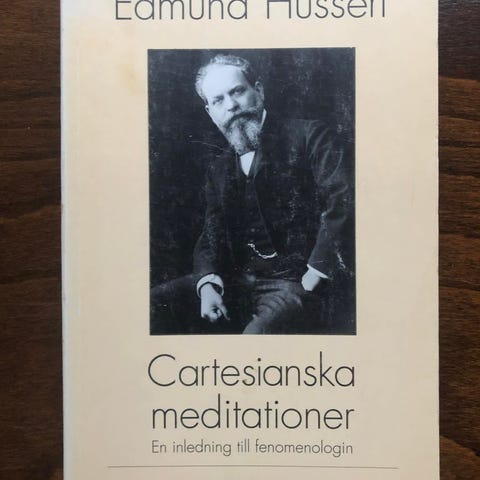 Edmund Husserl
Cartesianska
meditationer
En inledning till fenomenologin